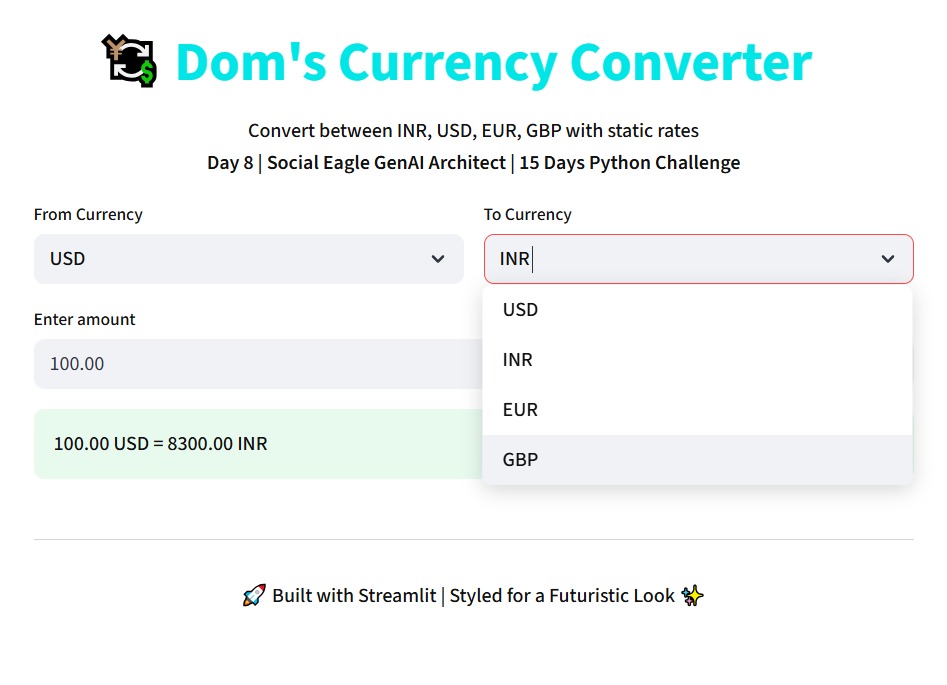 Dom's Currency Converter
Convert between INR, USD, EUR, GBP with static rates
Day 8 | Social Eagle GenAI Architect | 15 Days Python Challenge
From Currency
To Currency
USD
INR
USD
INR
EUR
GBP
Enter amount
100.00
100.00 USD = 8300.00 INR
🚀 Built with Streamlit | Styled for a Futuristic Look ✨